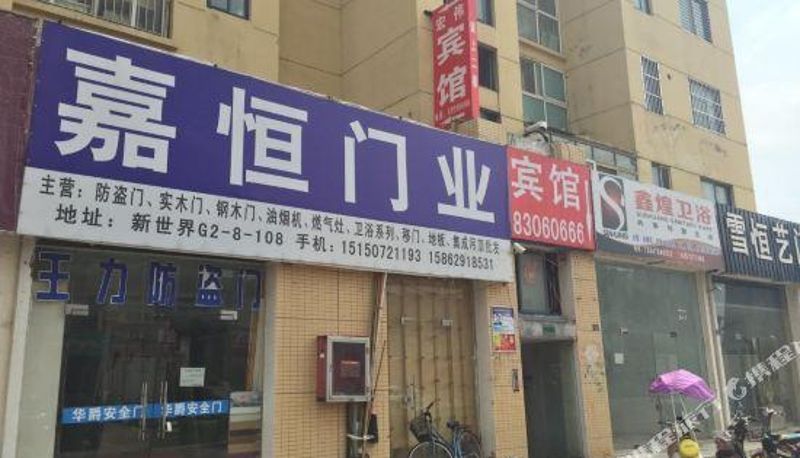 宏伟
宾馆
嘉恒门业
主营：防盗门、实木门、钢木门、油烟机、燃气灶、卫浴系列、移门、地板、集成吊顶批发
地址：新世界G2-8-108 手机：15150721193 15862918531
宾馆
83060666
鑫煌卫浴
雪恒艺
王力防盗门
华爵安全门 华爵安全门